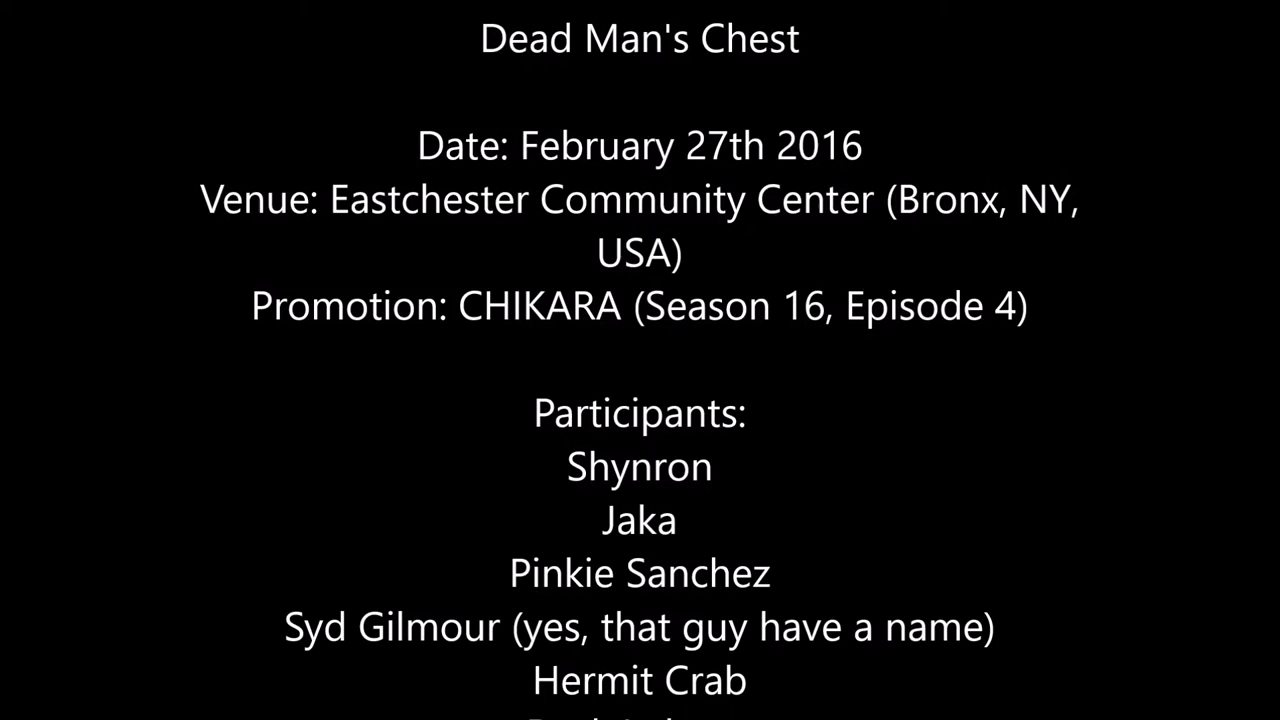 Dead Man's Chest
Date: February 27th 2016
Venue: Eastchester Community Center (Bronx, NY,
USA)
Promotion: CHIKARA (Season 16, Episode 4)
Participants:
Shynron
Jaka
Pinkie Sanchez
Syd Gilmour (yes, that guy have a name)
Hermit Crab